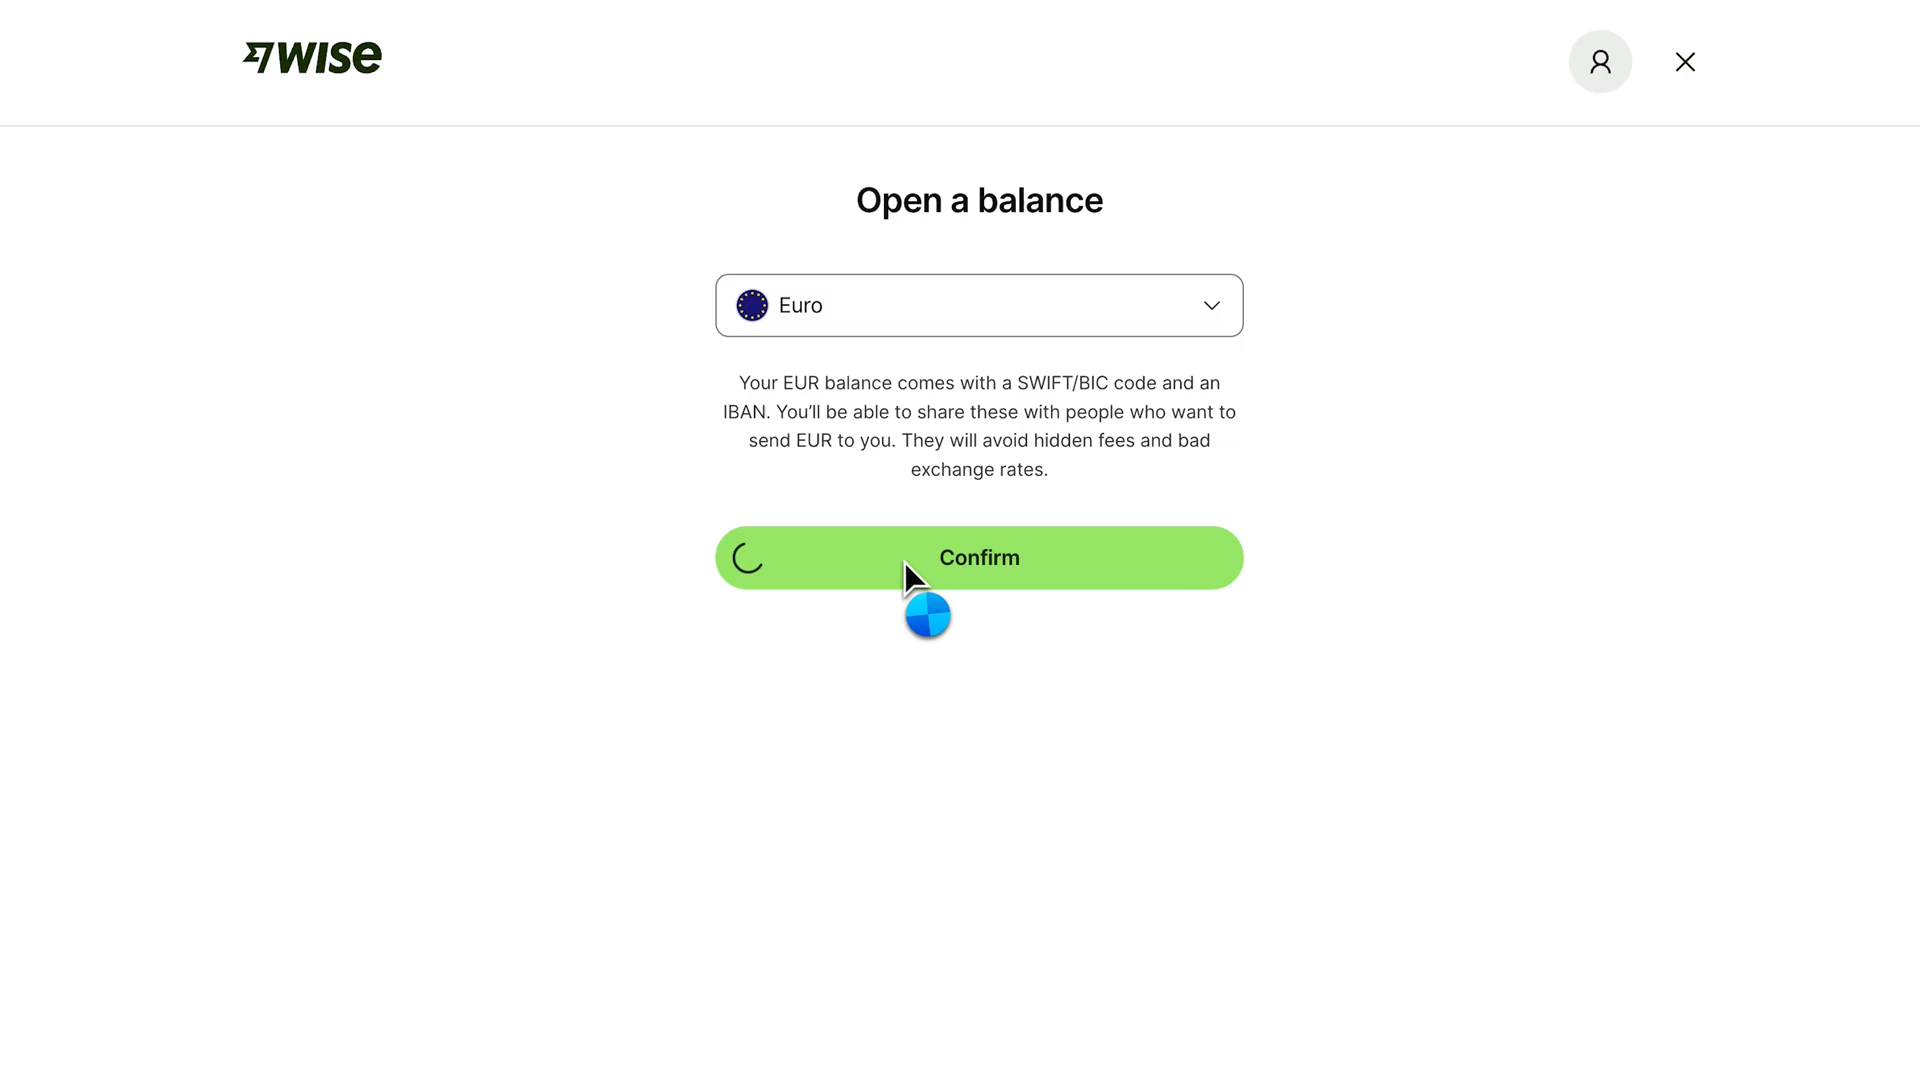 WISE
Open a balance
Euro
Your EUR balance comes with a SWIFT/BIC code and an
IBAN. You’ll be able to share these with people who want to
send EUR to you. They will avoid hidden fees and bad
exchange rates.
Confirm